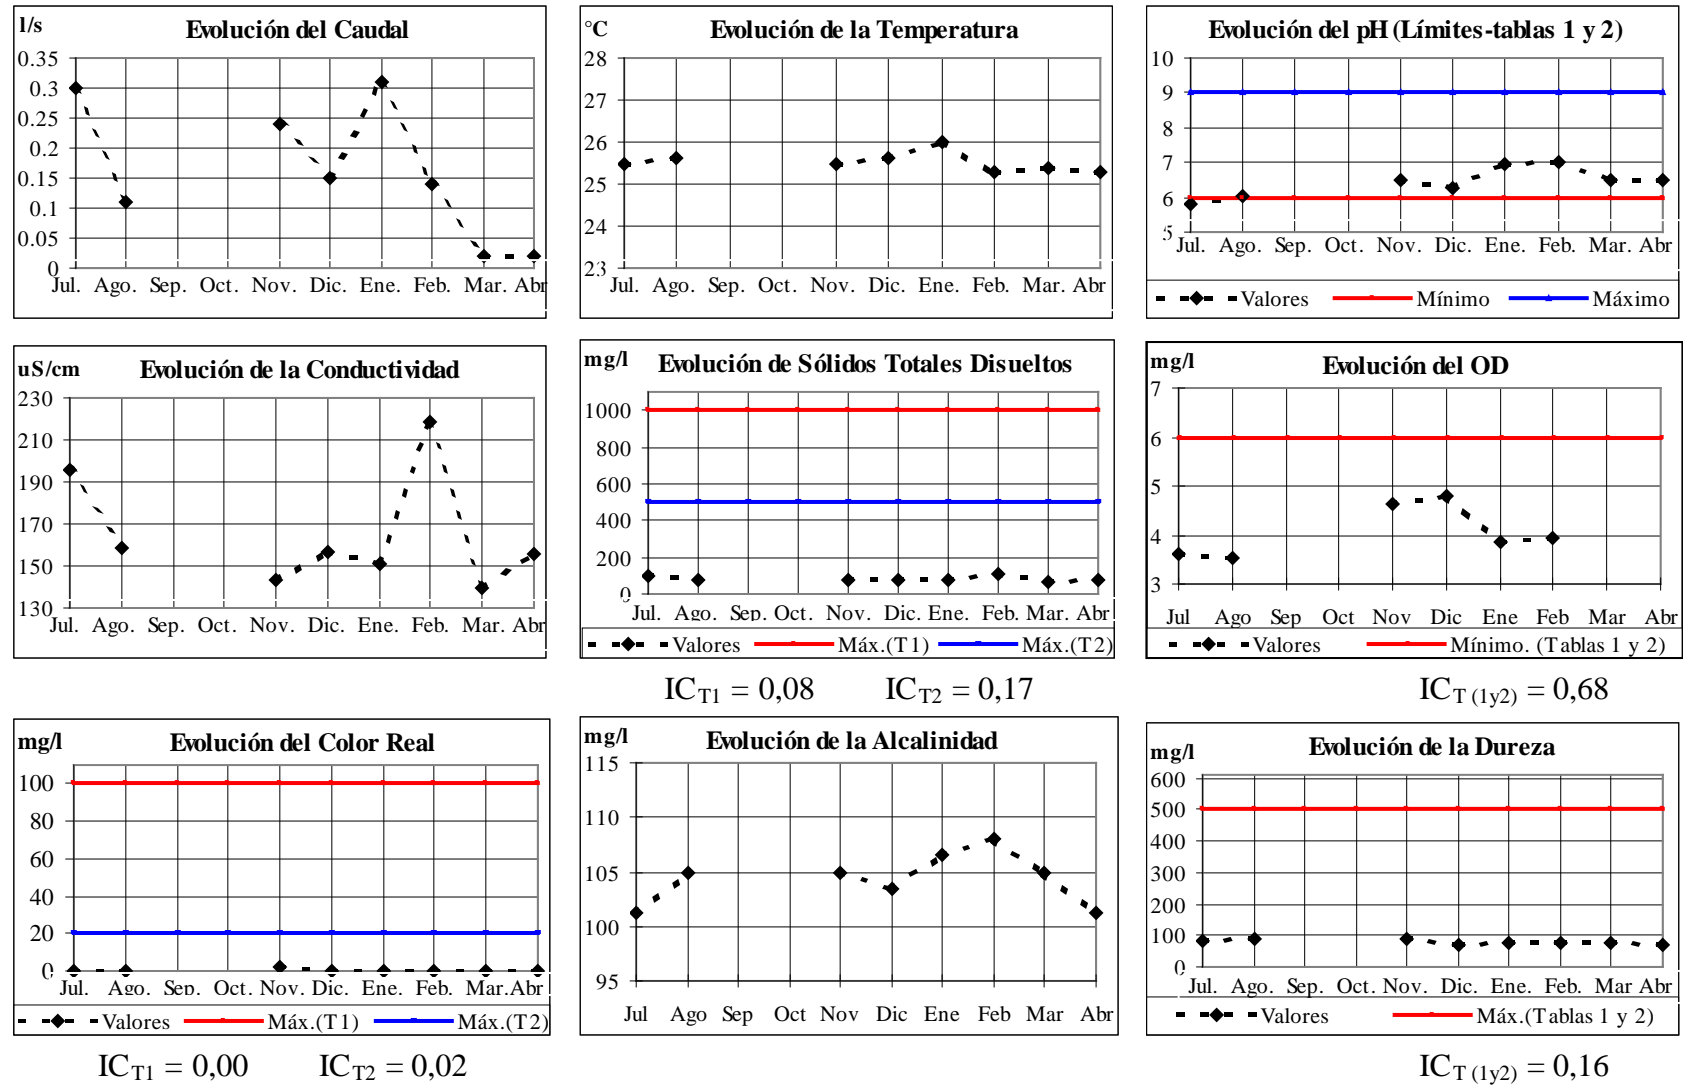 l/s Evolución del Caudal
0.35
0.3
0.25
0.2
0.15
0.1
0.05
0
Jul. Ago. Sep. Oct. Nov. Dic. Ene. Feb. Mar. Abr
°C Evolución de la Temperatura
28
27
26
25
24
23
Jul. Ago. Sep. Oct. Nov. Dic. Ene. Feb. Mar. Abr.
Evolución del pH (Límites-tablas 1 y 2)
10
9
8
7
6
5
Jul. Ago. Sep. Oct. Nov. Dic. Ene. Feb. Mar. Abr
Valores Mínimo Máximo
uS/cm Evolución de la Conductividad
230
210
190
170
150
130
Jul. Ago. Sep. Oct. Nov. Dic. Ene. Feb. Mar. Abr
mg/l Evolución de Sólidos Totales Disueltos
1000
800
600
400
200
0
Jul. Ago. Sep. Oct. Nov. Dic. Ene. Feb. Mar. Abr
Valores Máx.(T1) Máx.(T2)
IC T1 = 0,08 IC T2 = 0,17
mg/l Evolución del OD
7
6
5
4
3
Jul Ago Sep Oct Nov Dic Ene Feb Mar Abr
Valores Mínimo. (Tablas 1 y 2)
IC T (1y2) = 0,68
mg/l Evolución del Color Real
100
80
60
40
20
0
Jul. Ago. Sep. Oct. Nov. Dic. Ene. Feb. Mar. Abr
Valores Máx.(T1) Máx.(T2)
IC T1 = 0,00 IC T2 = 0,02
mg/l Evolución de la Alcalinidad
115
110
105
100
95
Jul Ago Sep Oct Nov Dic Ene Feb Mar Abr
mg/l Evolución de la Dureza
600
500
400
300
200
100
0
Jul. Ago. Sep. Oct. Nov. Dic. Ene. Feb. Mar Abr
Valores Máx.(Tablas 1 y 2)
IC T (1y2) = 0,16